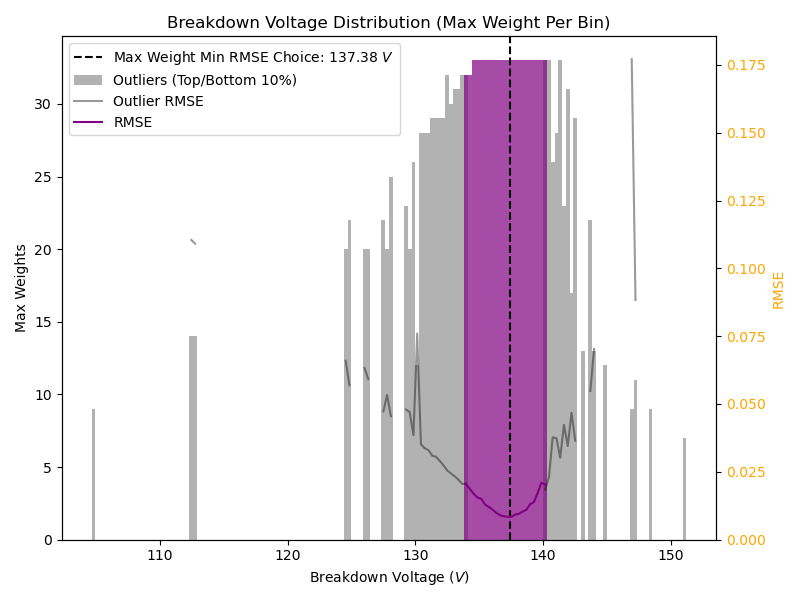 Breakdown Voltage Distribution (Max Weight Per Bin)
Max Weight Min RMSE Choice: 137.38 V
Outliers (Top/Bottom 10%)
Outlier RMSE
RMSE
Max Weights
0
5
10
15
20
25
30
110
120
130
140
150
Breakdown Voltage (V)
0.000
0.025
0.050
0.075
0.100
0.125
0.150
0.175
RMSE